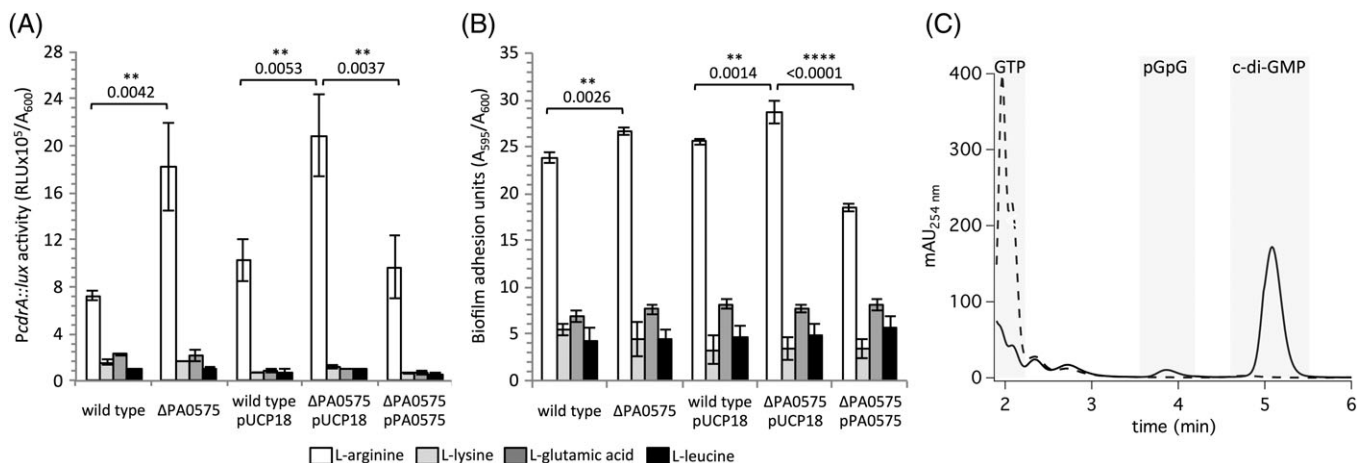 (A)
PcdrA::lux activity (RLUx10⁵/A₆₀₀)
28
24
20
16
12
8
4
0
**
0.0042
**
0.0053
**
0.0037
wild type
ΔPA0575
wild type
pUCP18
ΔPA0575
pUCP18
ΔPA0575
pPA0575
(B)
Biofilm adhesion units (A₅₉₅/A₆₀₀)
35
30
25
20
15
10
5
0
**
0.0026
**
0.0014
****
<0.0001
wild type
ΔPA0575
wild type
pUCP18
ΔPA0575
pUCP18
ΔPA0575
pPA0575
L-arginine L-lysine L-glutamic acid L-leucine
(C)
GTP pGpG c-di-GMP
mAU₂₅₄ ₙₘ
400
300
200
100
0
2 3 4 5 6
time (min)